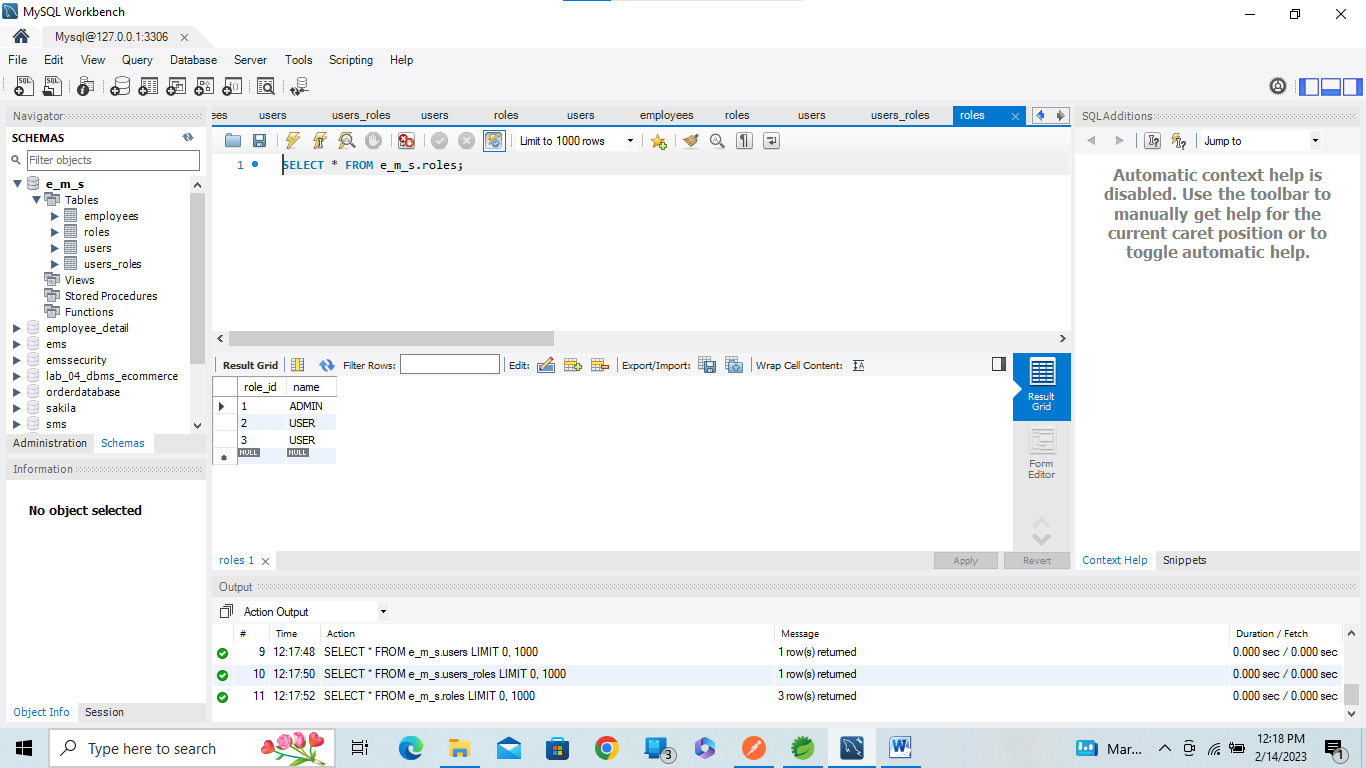 MySQL Workbench
Mysql@127.0.0.1:3306
File Edit View Query Database Server Tools Scripting Help
Navigator
SCHEMAS
Filter objects
e_m_s
Tables
employees
roles
users
users_roles
Views
Stored Procedures
Functions
employee_detail
ems
emssecurity
lab_04_dbms_ecommerce
orderdatabase
sakila
sms
Administration Schemas
Information
No object selected
Object Info Session
ees users users_roles users roles users employees roles users users_roles roles
Limit to 1000 rows
1 SELECT * FROM e_m_s.roles;
Result Grid Filter Rows: Edit: Export/Import: Wrap Cell Content:
role_id name
1 ADMIN
2 USER
3 USER
NULL NULL
Result Grid
Form Editor
roles 1 Apply Revert
SQLAdditions
Jump to
Automatic context help is
disabled. Use the toolbar to
manually get help for the
current caret position or to
toggle automatic help.
Context Help Snippets
Output
Action Output
# Time Action Message Duration / Fetch
9 12:17:48 SELECT * FROM e_m_s.users LIMIT 0, 1000 1 row(s) returned 0.000 sec / 0.000 sec
10 12:17:50 SELECT * FROM e_m_s.users_roles LIMIT 0, 1000 1 row(s) returned 0.000 sec / 0.000 sec
11 12:17:52 SELECT * FROM e_m_s.roles LIMIT 0, 1000 3 row(s) returned 0.000 sec / 0.000 sec
Type here to search
3
Mar...
12:18 PM
2/14/2023
1